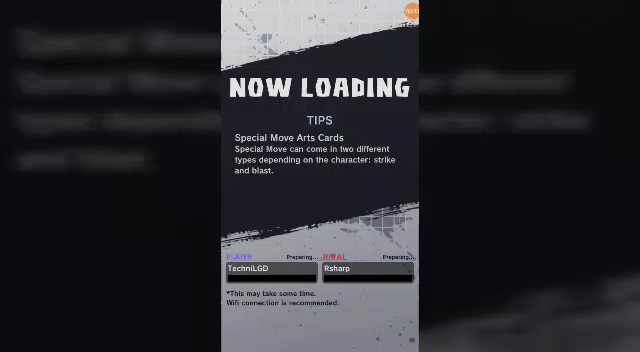 NOW LOADING
TIPS
Special Move Arts Cards
Special Move can come in two different
types depending on the character: strike
and blast.
PLAYER Preparing... RIVAL Preparing...
TechniLGD Rsharp
*This may take some time.
Wifi connection is recommended.